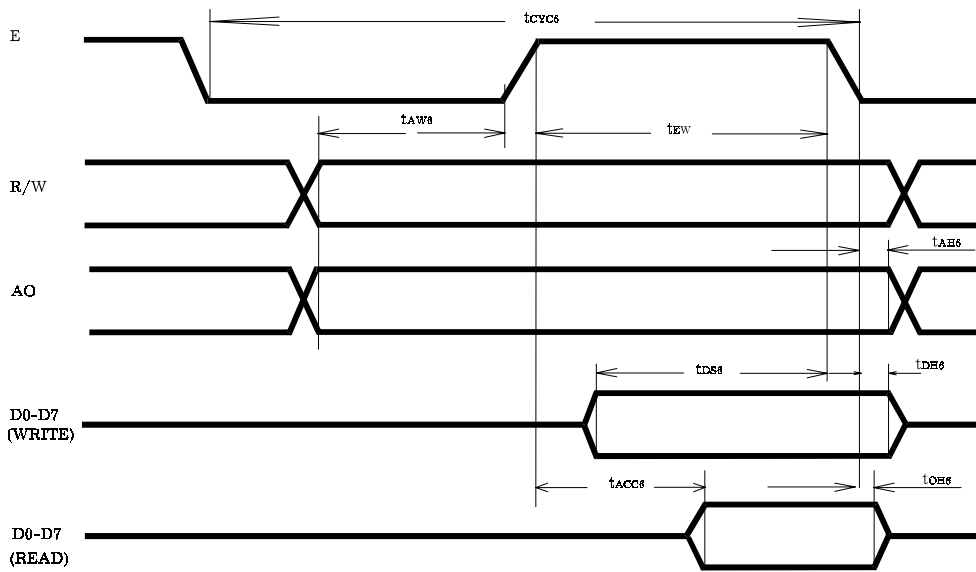 E
tCYC6
tAW6
tEW
R/W
tAH6
AO
tDS6
tDH6
D0-D7
(WRITE)
tACC6
tOH6
D0-D7
(READ)